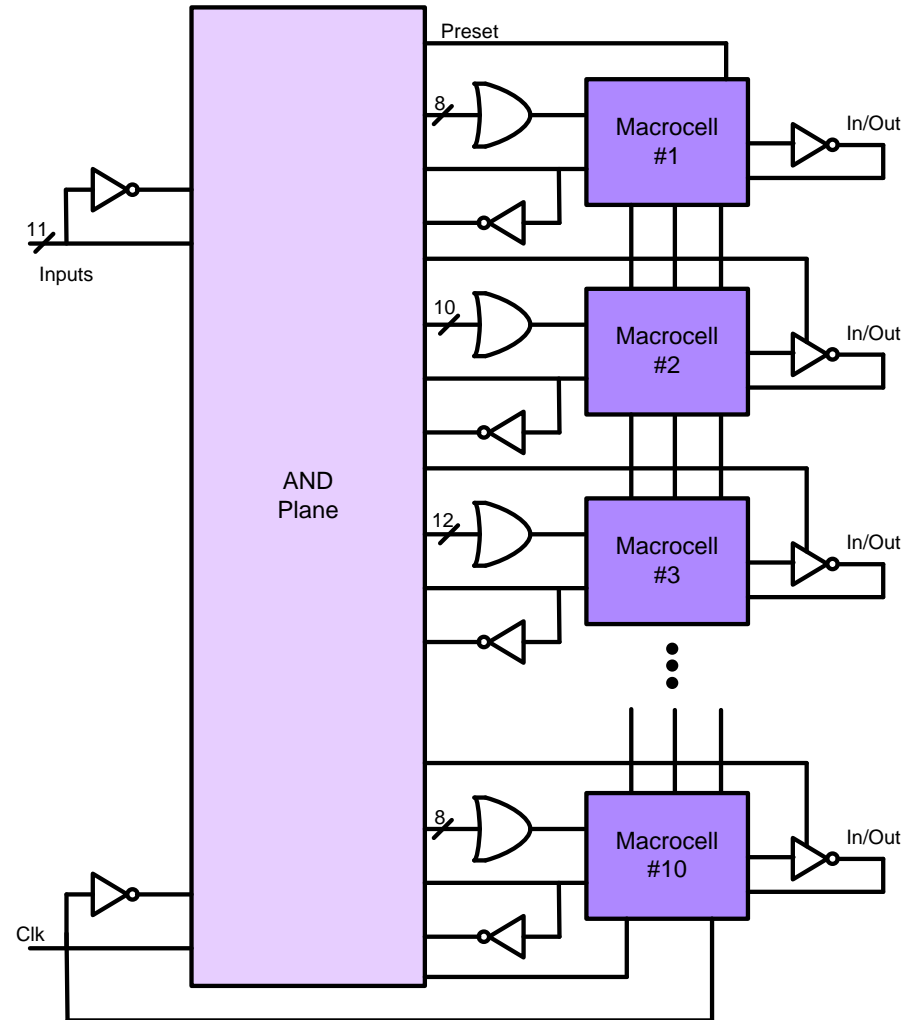 Preset
8
Macrocell
#1
In/Out
11
Inputs
10
Macrocell
#2
In/Out
AND
Plane
12
Macrocell
#3
In/Out
8
Macrocell
#10
In/Out
Clk